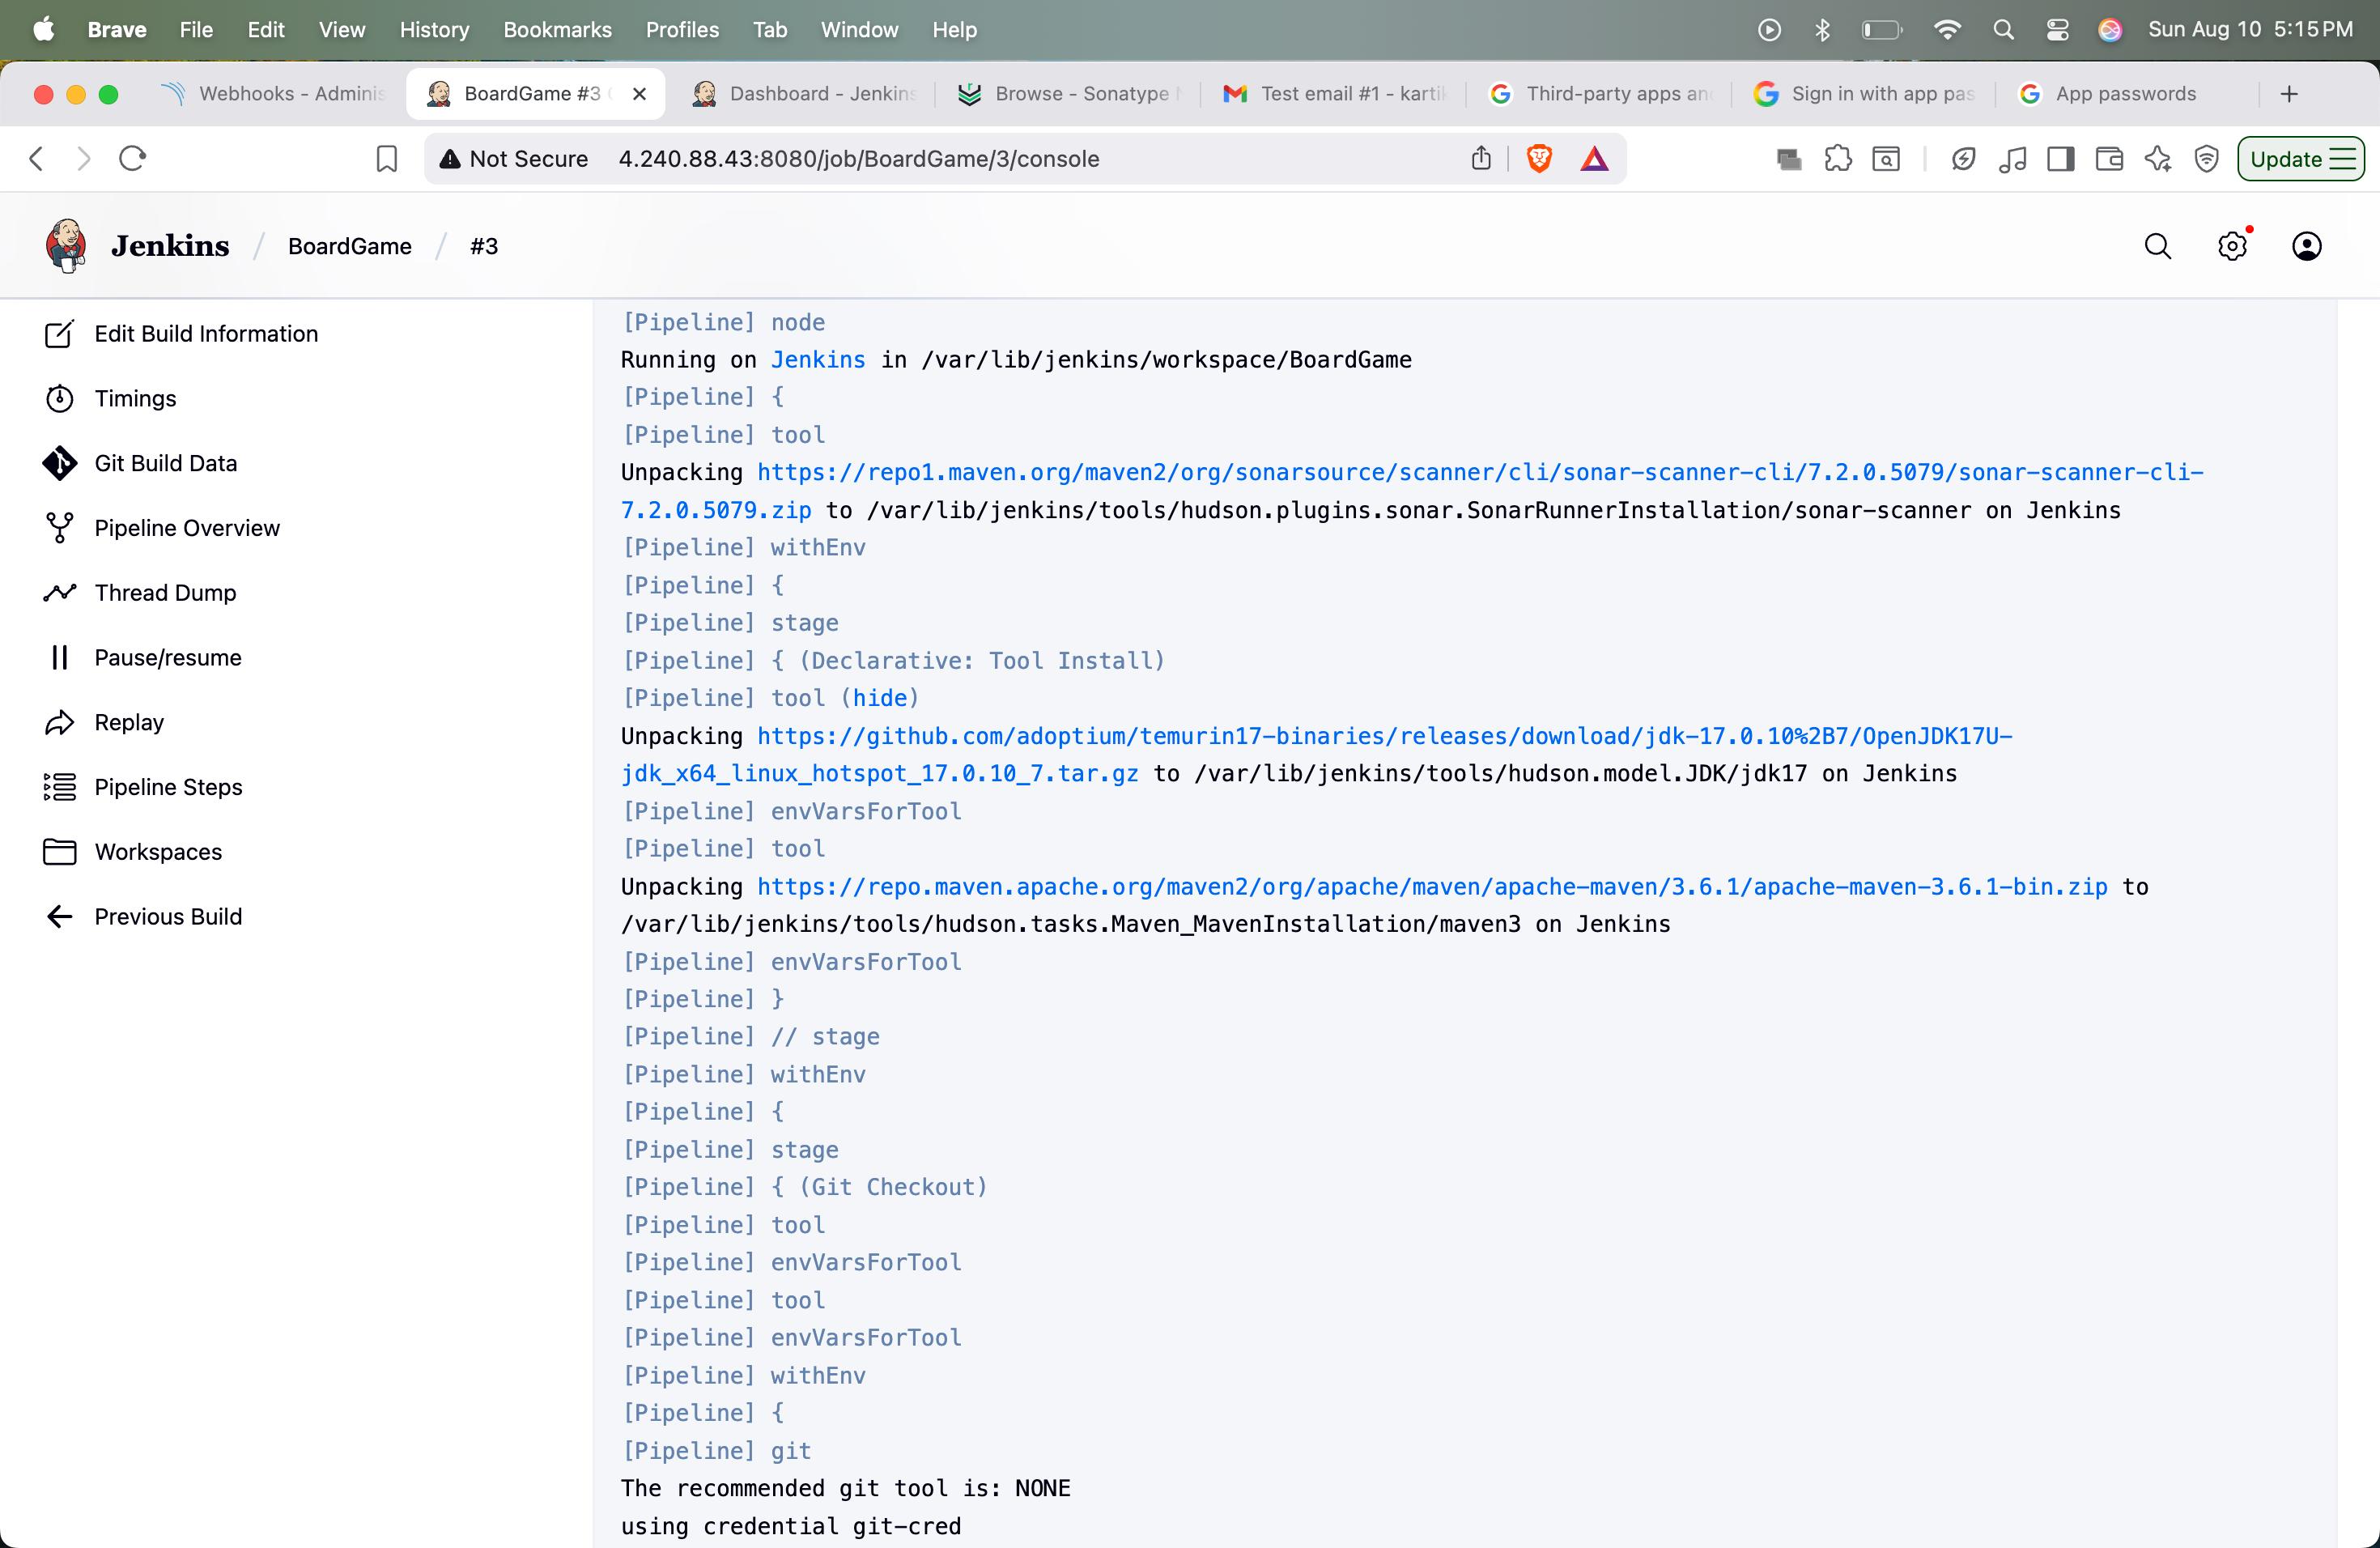 Brave File Edit View History Bookmarks Profiles Tab Window Help Sun Aug 10 5:15 PM
Webhooks - Adminis BoardGame #3 Dashboard - Jenkins Browse - Sonatype Test email #1 - kartik Third-party apps an Sign in with app pas App passwords
Not Secure 4.240.88.43:8080/job/BoardGame/3/console Update
Jenkins / BoardGame / #3
Edit Build Information
Timings
Git Build Data
Pipeline Overview
Thread Dump
Pause/resume
Replay
Pipeline Steps
Workspaces
Previous Build
[Pipeline] node
Running on Jenkins in /var/lib/jenkins/workspace/BoardGame
[Pipeline] {
[Pipeline] tool
Unpacking https://repo1.maven.org/maven2/org/sonarsource/scanner/cli/sonar-scanner-cli/7.2.0.5079/sonar-scanner-cli-
7.2.0.5079.zip to /var/lib/jenkins/tools/hudson.plugins.sonar.SonarRunnerInstallation/sonar-scanner on Jenkins
[Pipeline] withEnv
[Pipeline] {
[Pipeline] stage
[Pipeline] { (Declarative: Tool Install)
[Pipeline] tool (hide)
Unpacking https://github.com/adoptium/temurin17-binaries/releases/download/jdk-17.0.10%2B7/OpenJDK17U-
jdk_x64_linux_hotspot_17.0.10_7.tar.gz to /var/lib/jenkins/tools/hudson.model.JDK/jdk17 on Jenkins
[Pipeline] envVarsForTool
[Pipeline] tool
Unpacking https://repo.maven.apache.org/maven2/org/apache/maven/apache-maven/3.6.1/apache-maven-3.6.1-bin.zip to
/var/lib/jenkins/tools/hudson.tasks.Maven_MavenInstallation/maven3 on Jenkins
[Pipeline] envVarsForTool
[Pipeline] }
[Pipeline] // stage
[Pipeline] withEnv
[Pipeline] {
[Pipeline] stage
[Pipeline] { (Git Checkout)
[Pipeline] tool
[Pipeline] envVarsForTool
[Pipeline] tool
[Pipeline] envVarsForTool
[Pipeline] withEnv
[Pipeline] {
[Pipeline] git
The recommended git tool is: NONE
using credential git-cred